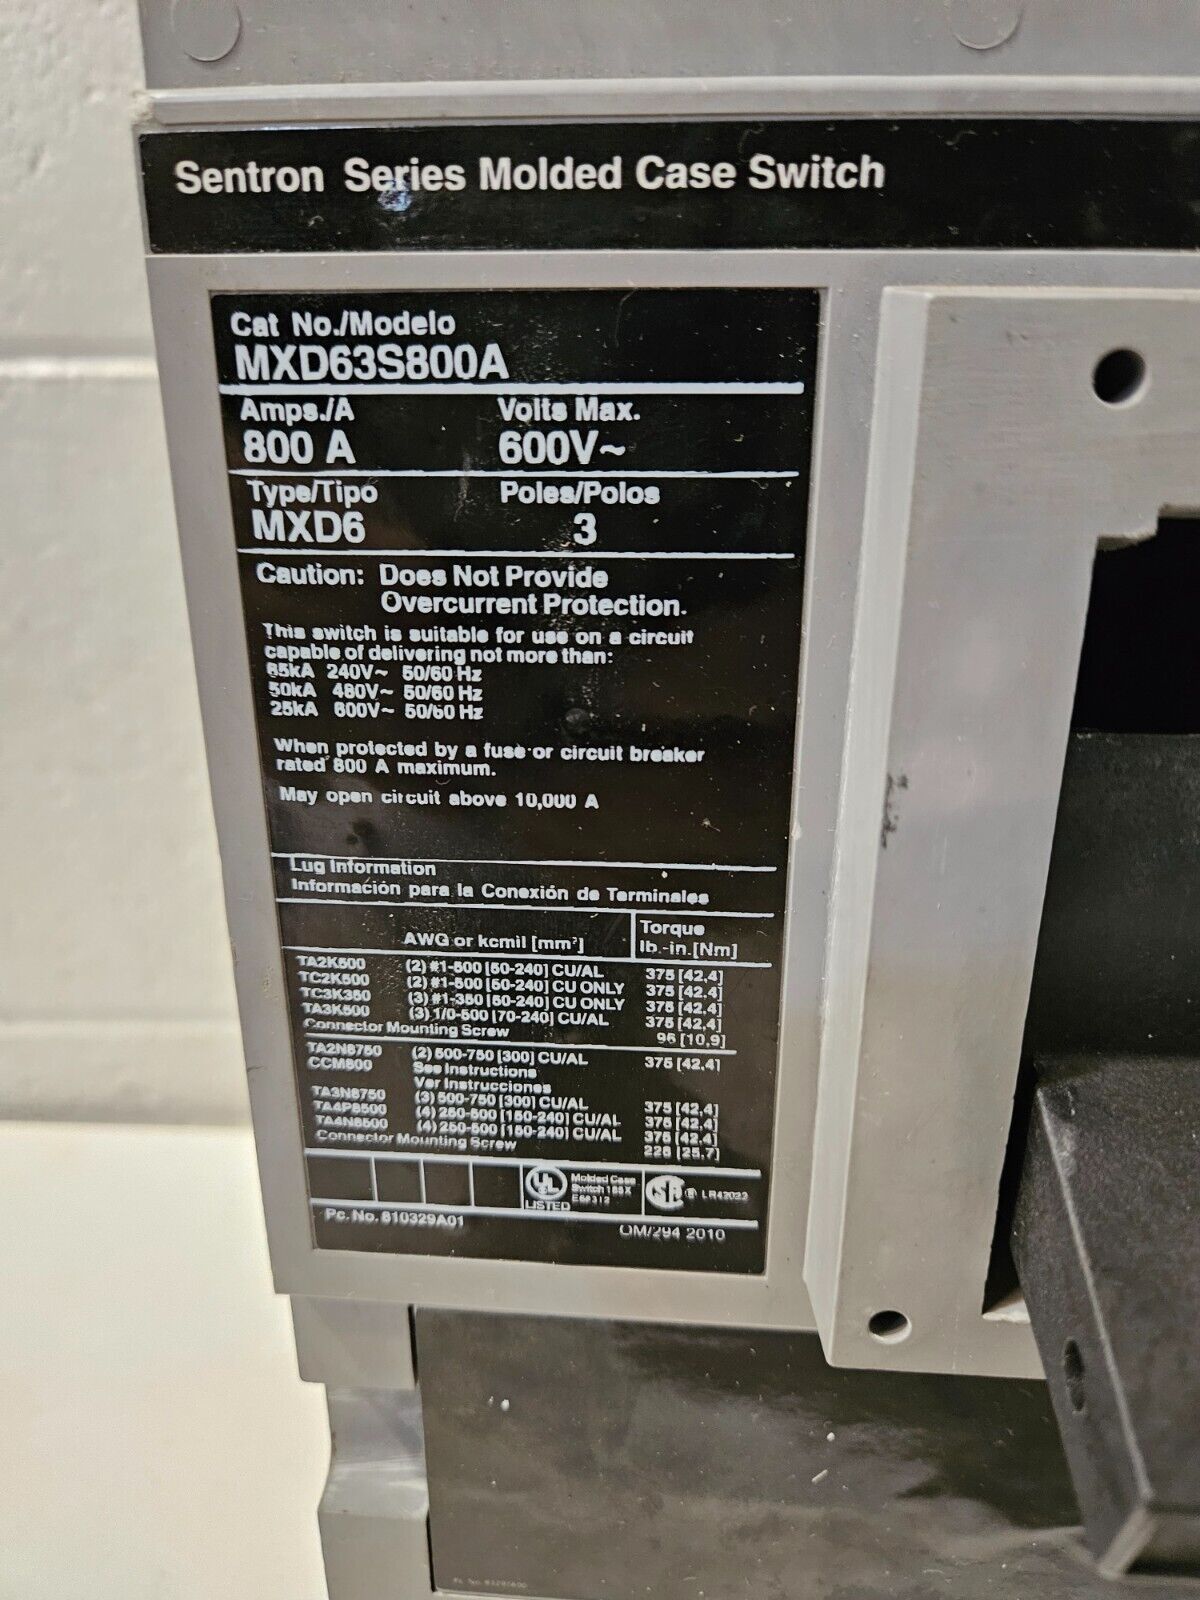 Sentron Series Molded Case Switch
Cat No./Modelo
MXD63S800A
Amps./A Volts Max.
800 A 600V~
Type/Tipo Poles/Polos
MXD6 3
Caution: Does Not Provide
Overcurrent Protection.
This switch is suitable for use on a circuit
capable of delivering not more than:
65kA 240V~ 50/60 Hz
50kA 480V~ 50/60 Hz
25kA 600V~ 50/60 Hz
When protected by a fuse or circuit breaker
rated 800 A maximum.
May open circuit above 10,000 A
Lug Information
Información para la Conexión de Terminales
AWG or kcmil [mm²] Torque
lb.-in.[Nm]
TA2K500 (2) #1-500 [50-240] CU/AL 375 [42,4]
TC2K500 (2) #1-500 [50-240] CU ONLY 375 [42,4]
TC3K350 (3) #1-350 [50-240] CU ONLY 375 [42,4]
TA3K500 (3) 1/0-500 [70-240] CU/AL 375 [42,4]
Connector Mounting Screw 96 [10,9]
TA2N8750 (2) 500-750 [300] CU/AL 375 [42,4]
CCM800 See Instructions
Ver Instrucciones
TA3N8750 (3) 500-750 [300] CU/AL 375 [42,4]
TA4P8500 (4) 250-500 [150-240] CU/AL 375 [42,4]
TA4N8500 (4) 250-500 [150-240] CU/AL 375 [42,4]
Connector Mounting Screw 225 [25,7]
UL LISTED Molded Case
Switch
SA ® LR42022
Pc. No. 810329A01 OM/294 2010